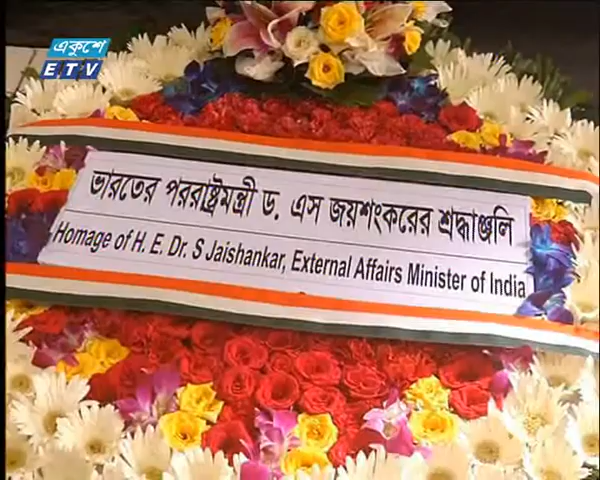 একুশে
ETV
ভারতের পররাষ্ট্রমন্ত্রী ড. এস জয়শংকরের শ্রদ্ধাঞ্জলি
Homage of H. E. Dr. S Jaishankar, External Affairs Minister of India